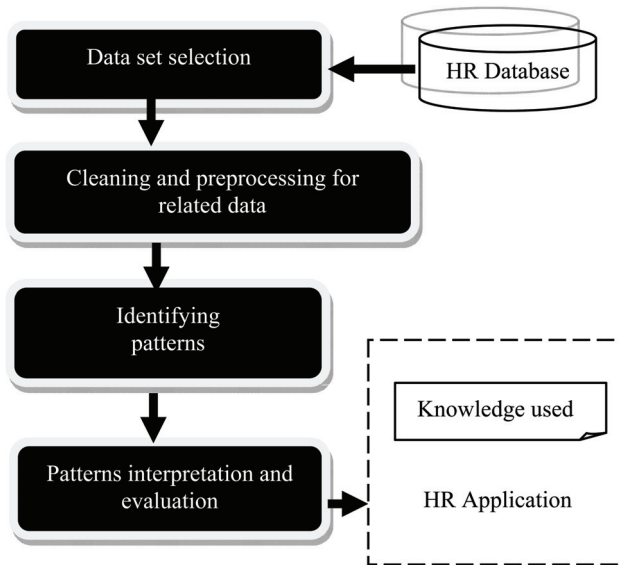 Data set selection
HR Database
Cleaning and preprocessing for
related data
Identifying
patterns
Knowledge used
Patterns interpretation and
evaluation
HR Application